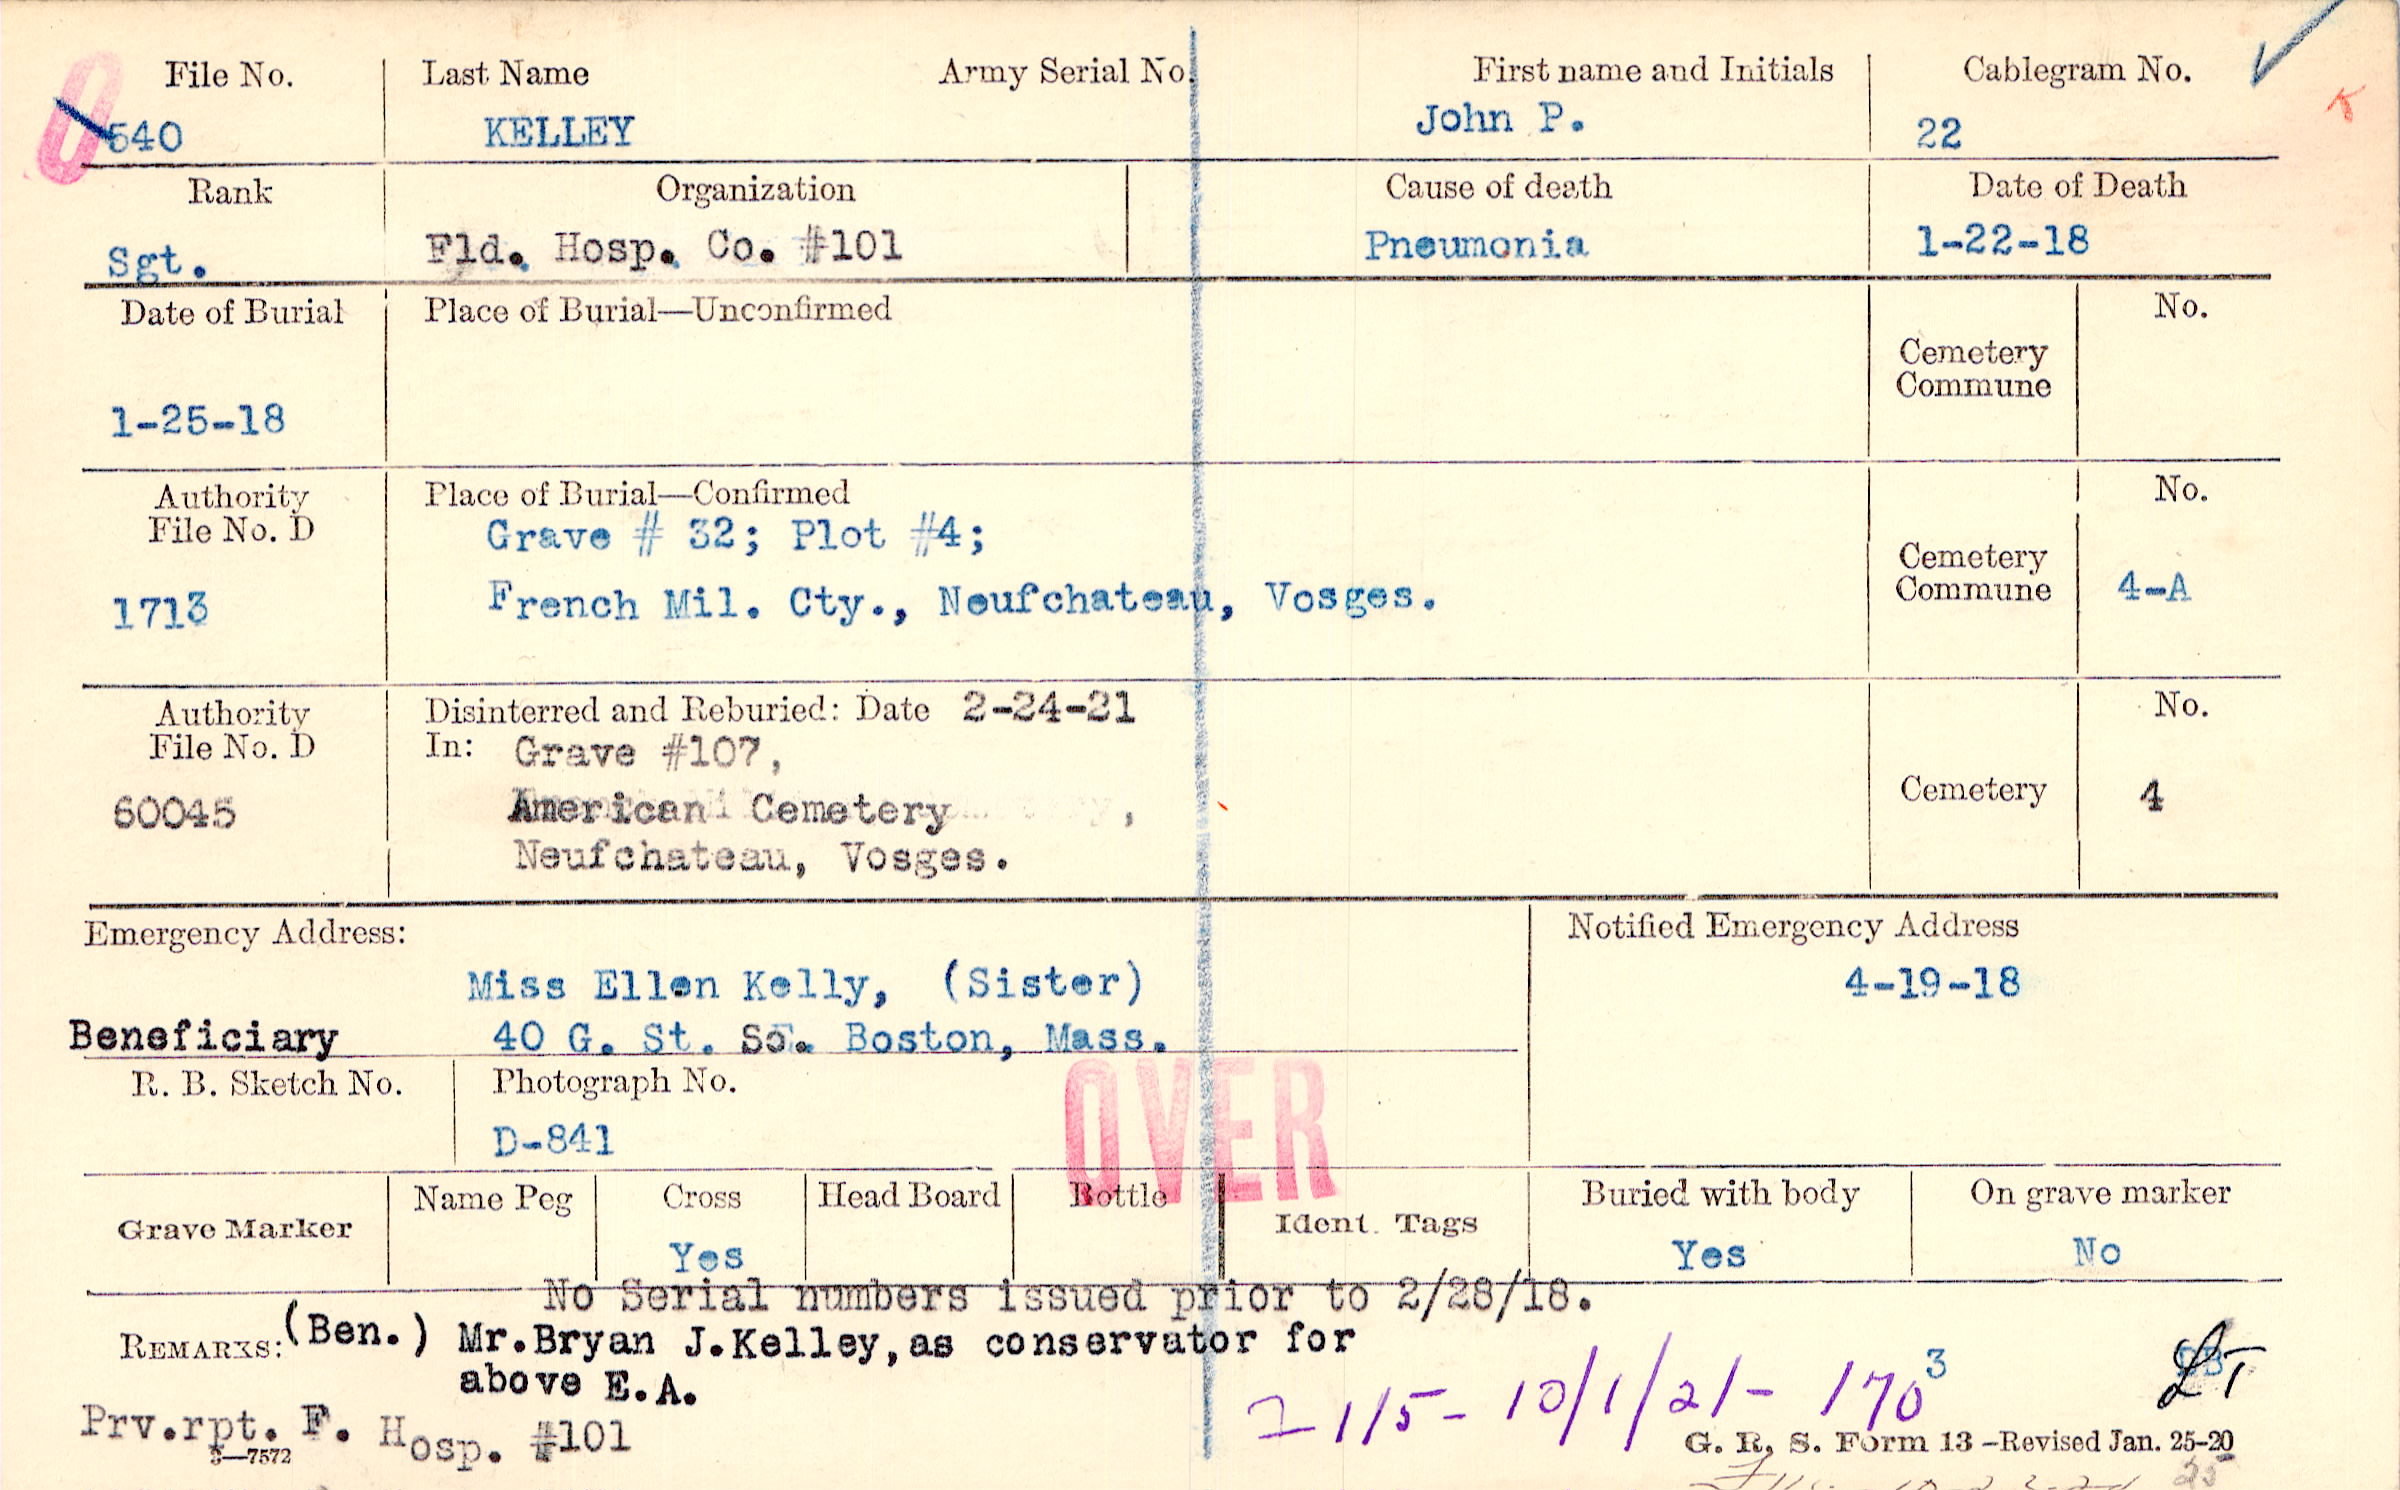 File No. Last Name Army Serial No. First name and Initials Cablegram No.
O 540 KELLEY John P. 22
K
Rank Organization Cause of death Date of Death
Sgt. Fld. Hosp. Co. #101 Pneumonia 1-22-18
Date of Burial Place of Burial—Unconfirmed No.
Cemetery
Commune
1-25-18
Authority Place of Burial—Confirmed No.
File No. D Grave # 32; Plot #4;
Cemetery
1713 French Mil. Cty., Neufchateau, Vosges. Commune 4-A
Authority Disinterred and Reburied: Date 2-24-21 No.
File No. D In: Grave #107,
60045 American Cemetery, Cemetery 4
Neufchateau, Vosges.
Emergency Address: Notified Emergency Address
Miss Ellen Kelly, (Sister) 4-19-18
Beneficiary 40 G. St. So. Boston, Mass.
R. B. Sketch No. Photograph No.
D-841
OVER
Grave Marker Name Peg Cross Head Board Bottle Ident. Tags Buried with body On grave marker
Yes Yes No
No Serial numbers issued prior to 2/28/18.
REMARKS: (Ben.) Mr.Bryan J.Kelley,as conservator for
above E.A.
115- 10/1/21- 170 3
Prv.rpt. F. Hosp. #101
3—7572
G. R. S. Form 13 -Revised Jan. 25-20